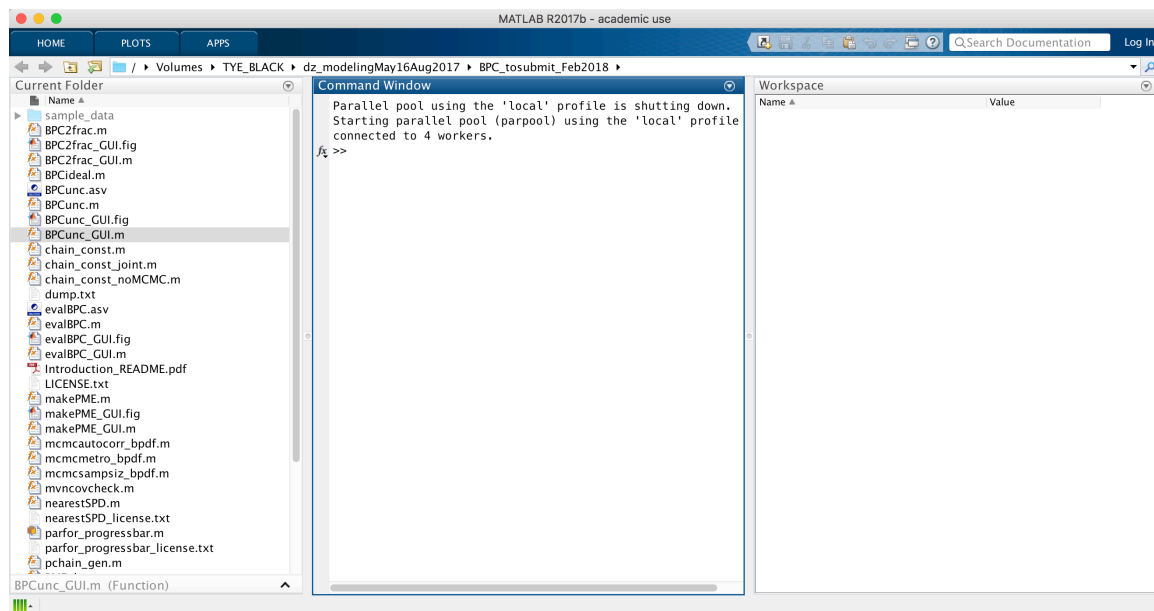 MATLAB R2017b - academic use
HOME PLOTS APPS
Search Documentation Log In
/ ▸ Volumes ▸ TYE_BLACK ▸ dz_modelingMay16Aug2017 ▸ BPC_tosubmit_Feb2018 ▸
Current Folder
Name
sample_data
BPC2frac.m
BPC2frac_GUI.fig
BPC2frac_GUI.m
BPCideal.m
BPCunc.asv
BPCunc.m
BPCunc_GUI.fig
BPCunc_GUI.m
chain_const.m
chain_const_joint.m
chain_const_noMCMC.m
dump.txt
evalBPC.asv
evalBPC.m
evalBPC_GUI.fig
evalBPC_GUI.m
Introduction_README.pdf
LICENSE.txt
makePME.m
makePME_GUI.fig
makePME_GUI.m
mcmcautocorr_bpdf.m
mcmcmetro_bpdf.m
mcmcsampsiz_bpdf.m
mvncovcheck.m
nearestSPD.m
nearestSPD_license.txt
parfor_progressbar.m
parfor_progressbar_license.txt
pchain_gen.m
BPCunc_GUI.m (Function)
Command Window
Parallel pool using the 'local' profile is shutting down.
Starting parallel pool (parpool) using the 'local' profile
connected to 4 workers.
fx >>
Workspace
Name Value